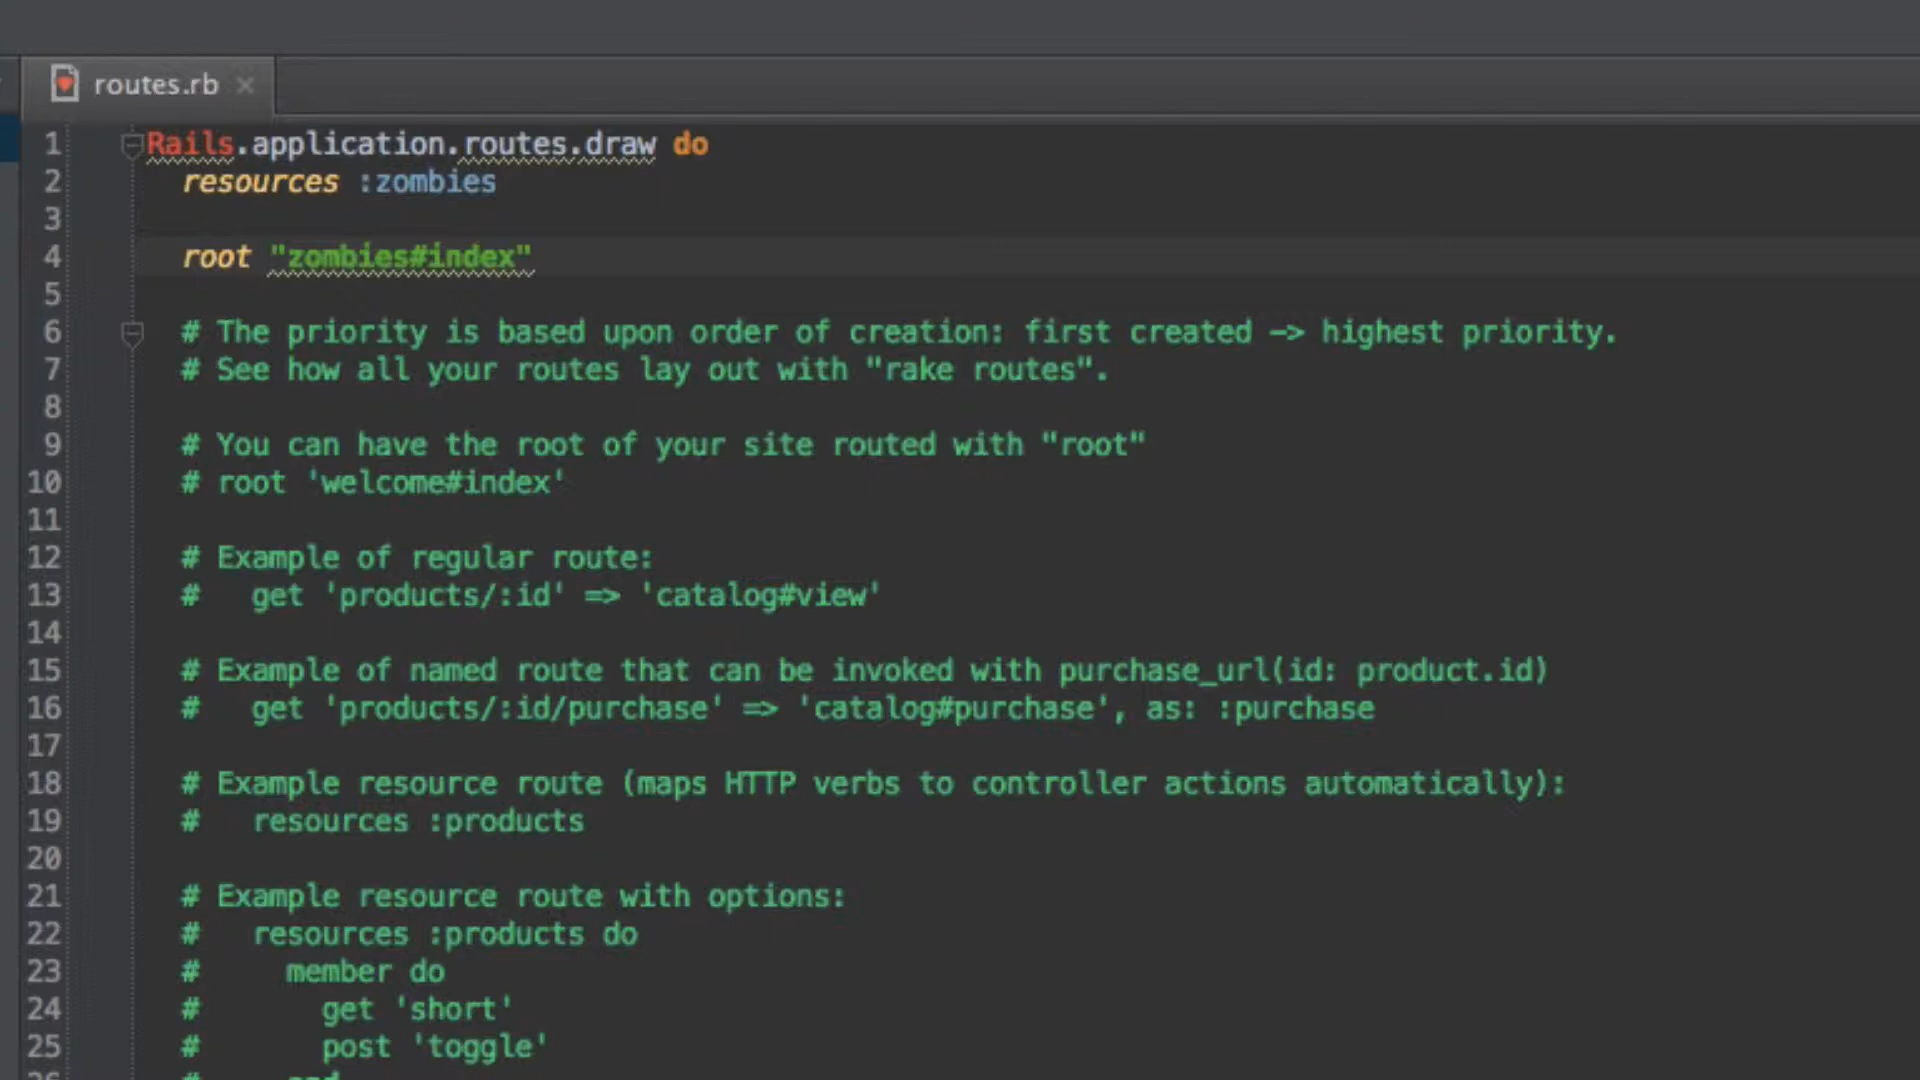 routes.rb
1 Rails.application.routes.draw do
2 resources :zombies
3
4 root "zombies#index"
5
6 # The priority is based upon order of creation: first created -> highest priority.
7 # See how all your routes lay out with "rake routes".
8
9 # You can have the root of your site routed with "root"
10 # root 'welcome#index'
11
12 # Example of regular route:
13 #   get 'products/:id' => 'catalog#view'
14
15 # Example of named route that can be invoked with purchase_url(id: product.id)
16 #   get 'products/:id/purchase' => 'catalog#purchase', as: :purchase
17
18 # Example resource route (maps HTTP verbs to controller actions automatically):
19 #   resources :products
20
21 # Example resource route with options:
22 #   resources :products do
23 #     member do
24 #       get 'short'
25 #       post 'toggle'